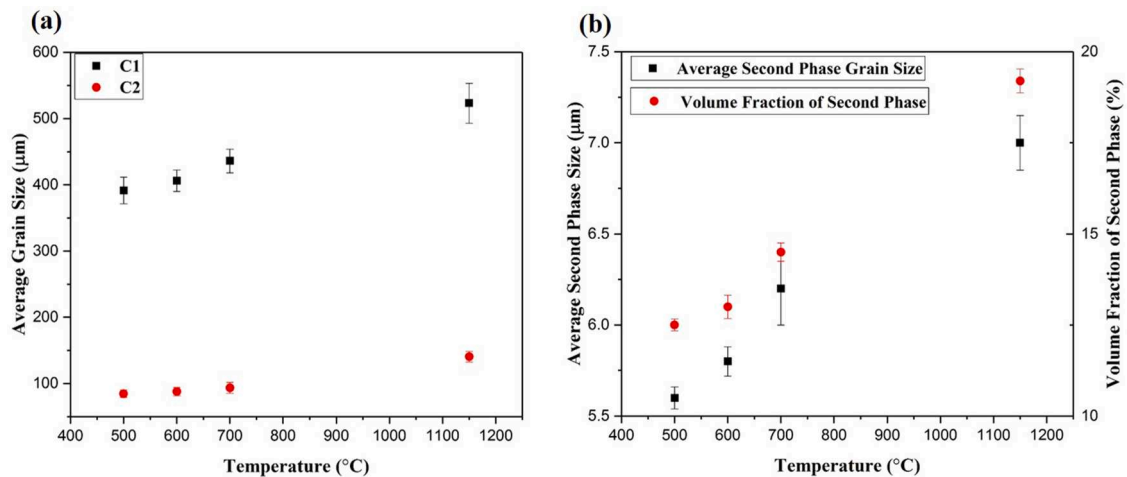 (a)
C1
C2
600
500
400
300
200
100
Average Grain Size (μm)
400 500 600 700 800 900 1000 1100 1200
Temperature (°C)
(b)
Average Second Phase Grain Size
Volume Fraction of Second Phase
7.5
7.0
6.5
6.0
5.5
Average Second Phase Size (μm)
20
15
10
Volume Fraction of Second Phase (%)
400 500 600 700 800 900 1000 1100 1200
Temperature (°C)